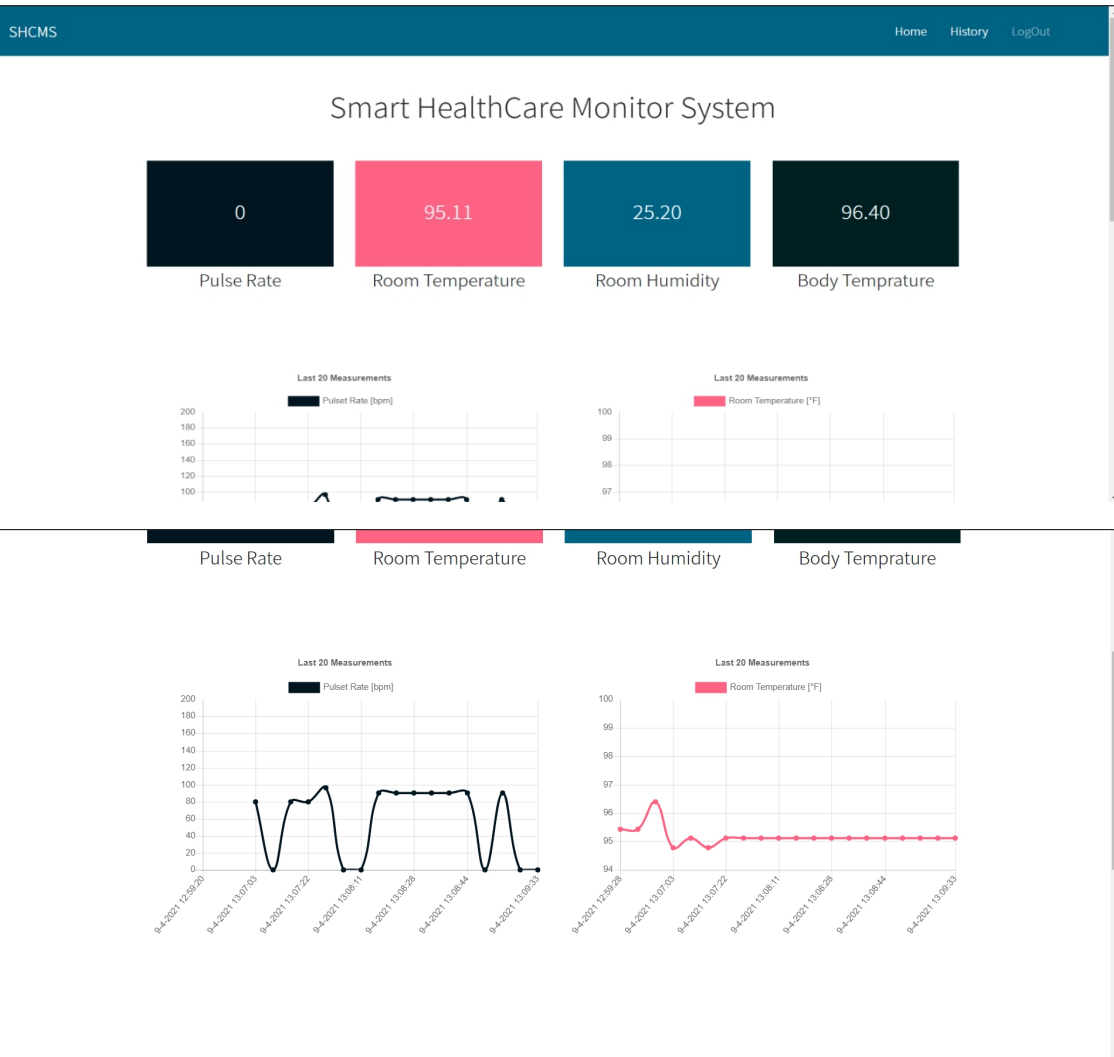 SHCMS Home History LogOut
Smart HealthCare Monitor System
0 95.11 25.20 96.40
Pulse Rate Room Temperature Room Humidity Body Temprature
Last 20 Measurements Last 20 Measurements
Pulset Rate [bpm] Room Temperature [°F]
200 100
180
160 99
140 98
120
100 97
Pulse Rate Room Temperature Room Humidity Body Temprature
Last 20 Measurements Last 20 Measurements
Pulset Rate [bpm] Room Temperature [°F]
200 100
180
160 99
140 98
120
100 97
80 96
60
40 95
20
0 94
9-4-2021 12:59:20 9-4-2021 13:07:03 9-4-2021 13:07:22 9-4-2021 13:08:11 9-4-2021 13:08:28 9-4-2021 13:08:44 9-4-2021 13:09:33 9-4-2021 12:59:28 9-4-2021 13:07:03 9-4-2021 13:07:22 9-4-2021 13:08:11 9-4-2021 13:08:28 9-4-2021 13:08:44 9-4-2021 13:09:33